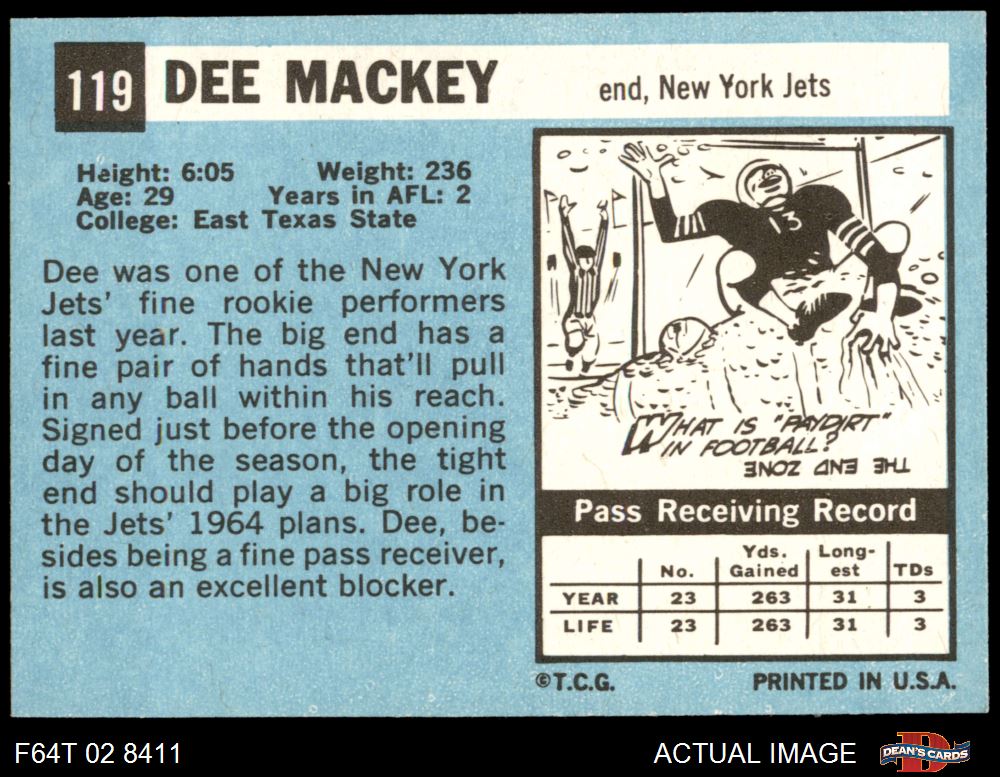 119 DEE MACKEY end, New York Jets
Height: 6:05 Weight: 236
Age: 29 Years in AFL: 2
College: East Texas State
Dee was one of the New York
Jets' fine rookie performers
last year. The big end has a
fine pair of hands that'll pull
in any ball within his reach.
Signed just before the opening
day of the season, the tight
end should play a big role in
the Jets' 1964 plans. Dee, be-
sides being a fine pass receiver,
is also an excellent blocker.
13
WHAT IS "PAYDIRT"
IN FOOTBALL?
THE END ZONE
Pass Receiving Record
Yds. Long-
No. Gained est TDs
YEAR 23 263 31 3
LIFE 23 263 31 3
©T.C.G. PRINTED IN U.S.A.
F64T 02 8411 ACTUAL IMAGE DEAN'S CARDS